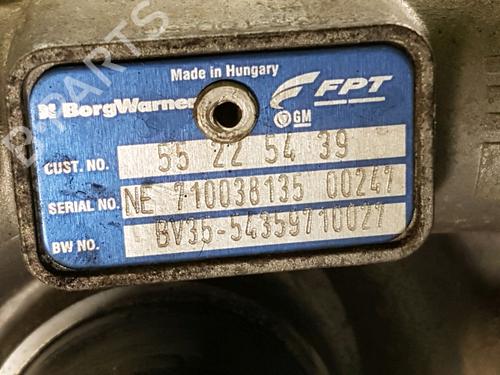 Made in Hungary
BorgWarner
FPT
GM
CUST. NO. 55 22 54 39
SERIAL NO. NE 710038135 00247
BW NO. BV35-54359710027
B-PARTS